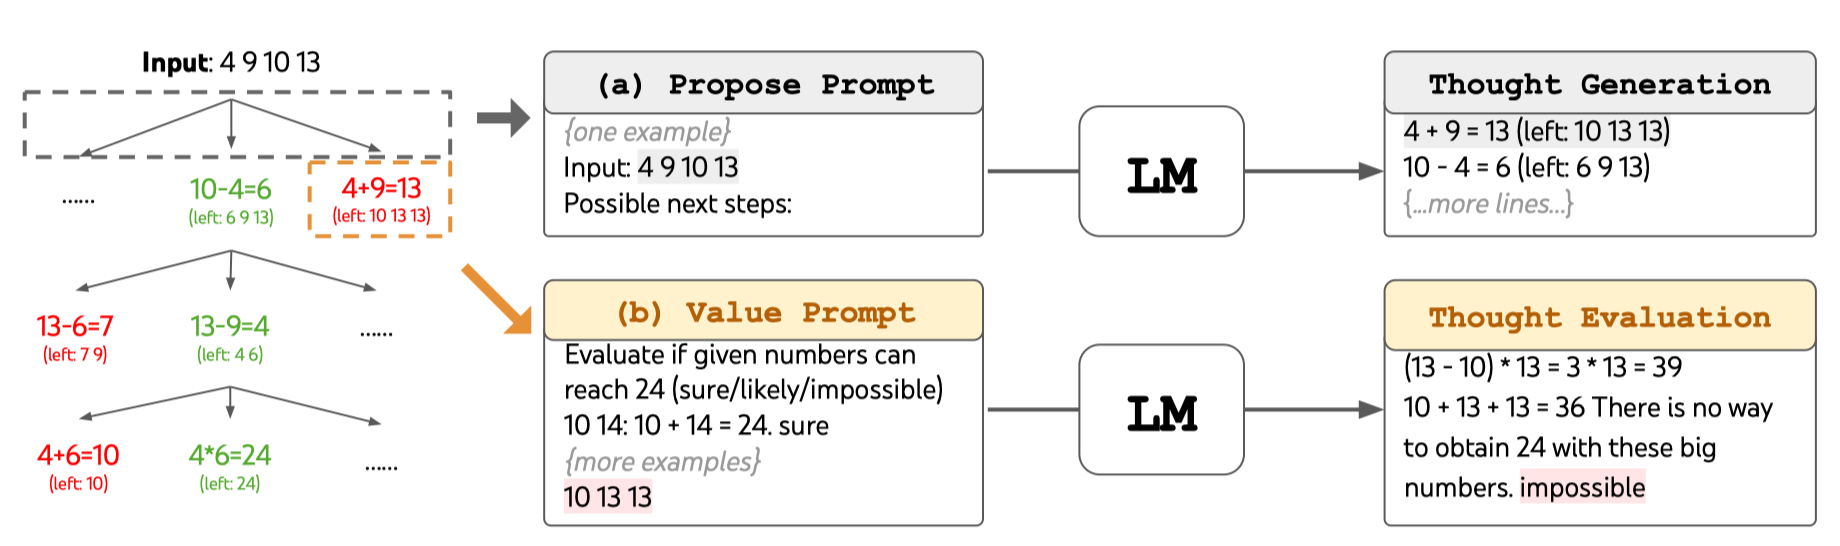 Input: 4 9 10 13
......
10-4=6
(left: 6 9 13)
4+9=13
(left: 10 13 13)
13-6=7
(left: 7 9)
13-9=4
(left: 4 6)
......
4+6=10
(left: 10)
4*6=24
(left: 24)
......
(a) Propose Prompt
{one example}
Input: 4 9 10 13
Possible next steps:
LM
Thought Generation
4 + 9 = 13 (left: 10 13 13)
10 - 4 = 6 (left: 6 9 13)
{...more lines...}
(b) Value Prompt
Evaluate if given numbers can
reach 24 (sure/likely/impossible)
10 14: 10 + 14 = 24. sure
{more examples}
10 13 13
LM
Thought Evaluation
(13 - 10) * 13 = 3 * 13 = 39
10 + 13 + 13 = 36 There is no way
to obtain 24 with these big
numbers. impossible